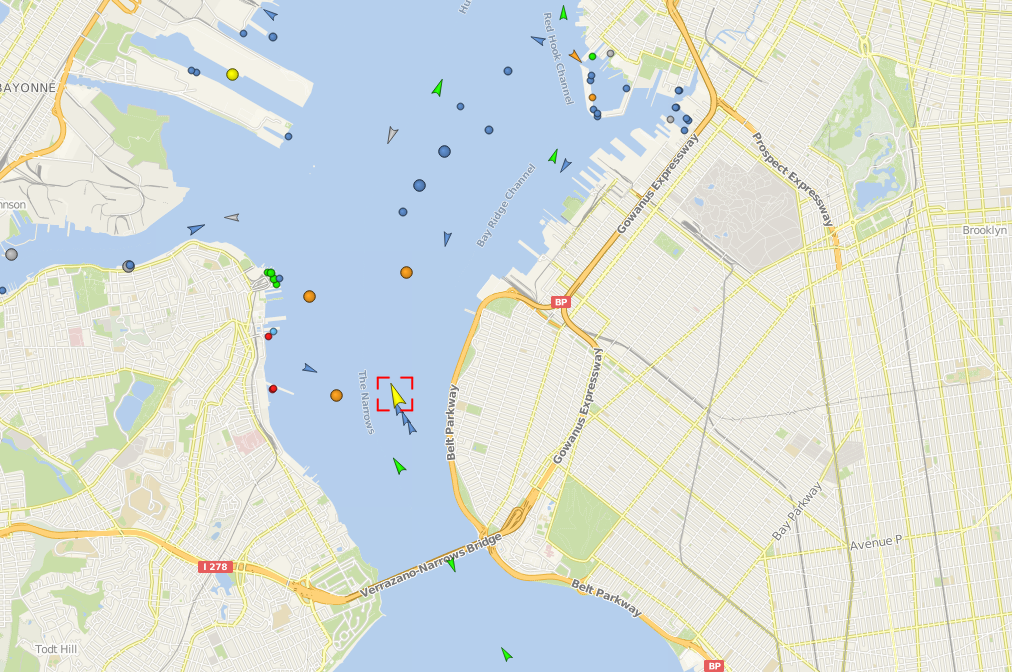 Hu
Red Hook Channel
BAYONNE
Prospect Expressway
Gowanus Expressway
Bay Ridge Channel
nnson
Brooklyn
BP
The Narrows
Belt Parkway
Gowanus Expressway
Bay Parkway
Avenue P
Verrazano-Narrows Bridge
I 278
Belt Parkway
Todt Hill
BP